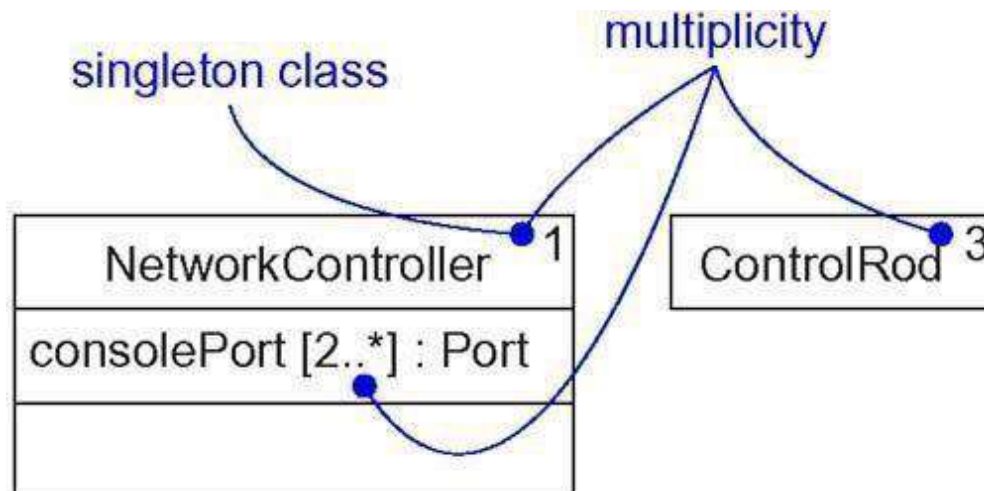 multiplicity
singleton class
NetworkController 1
ControlRod 3
consolePort [2..*] : Port